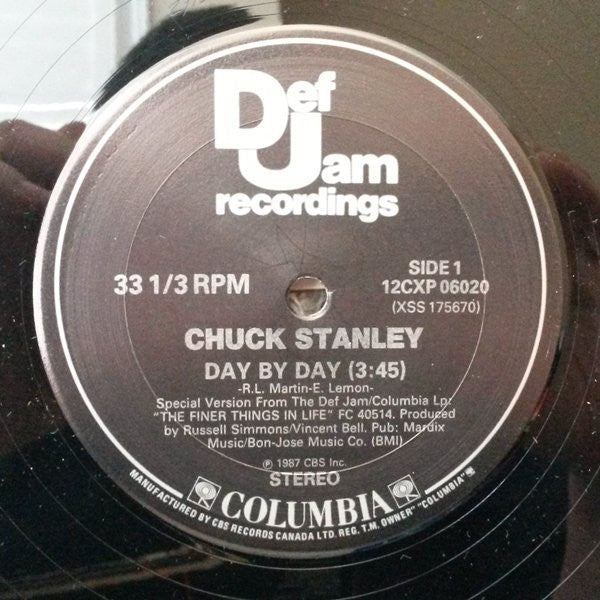 Def
Jam
recordings
33 1/3 RPM
SIDE 1
12CXP 06020
(XSS 175670)
CHUCK STANLEY
DAY BY DAY (3:45)
-R.L. Martin-E. Lemon-
Special Version From The Def Jam/Columbia Lp:
"THE FINER THINGS IN LIFE" FC 40514. Produced
by Russell Simmons/Vincent Bell. Pub: Mardix
Music/Bon-Jose Music Co. (BMI)
℗ 1987 CBS Inc.
STEREO
COLUMBIA
MANUFACTURED BY CBS RECORDS CANADA LTD. REG. T.M. OWNER "COLUMBIA"